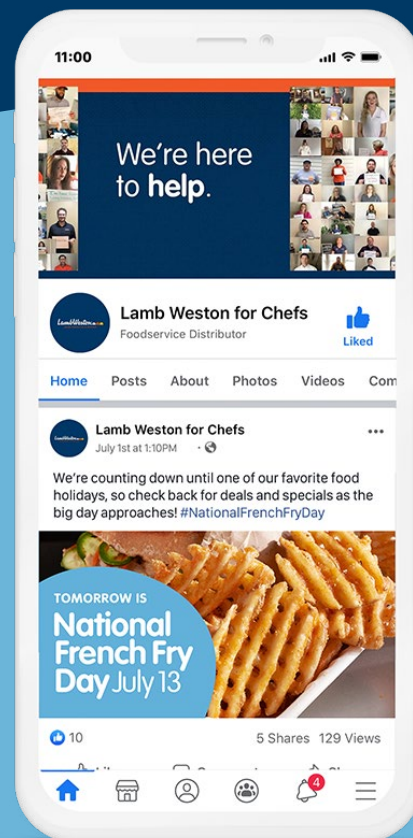 11:00
We're here
to help.
LambWeston
Lamb Weston for Chefs
Foodservice Distributor
Liked
Home Posts About Photos Videos Com
LambWeston
Lamb Weston for Chefs
July 1st at 1:10PM
We're counting down until one of our favorite food
holidays, so check back for deals and specials as the
big day approaches! #NationalFrenchFryDay
TOMORROW IS
National
French Fry
Day July 13
10 5 Shares 129 Views
4